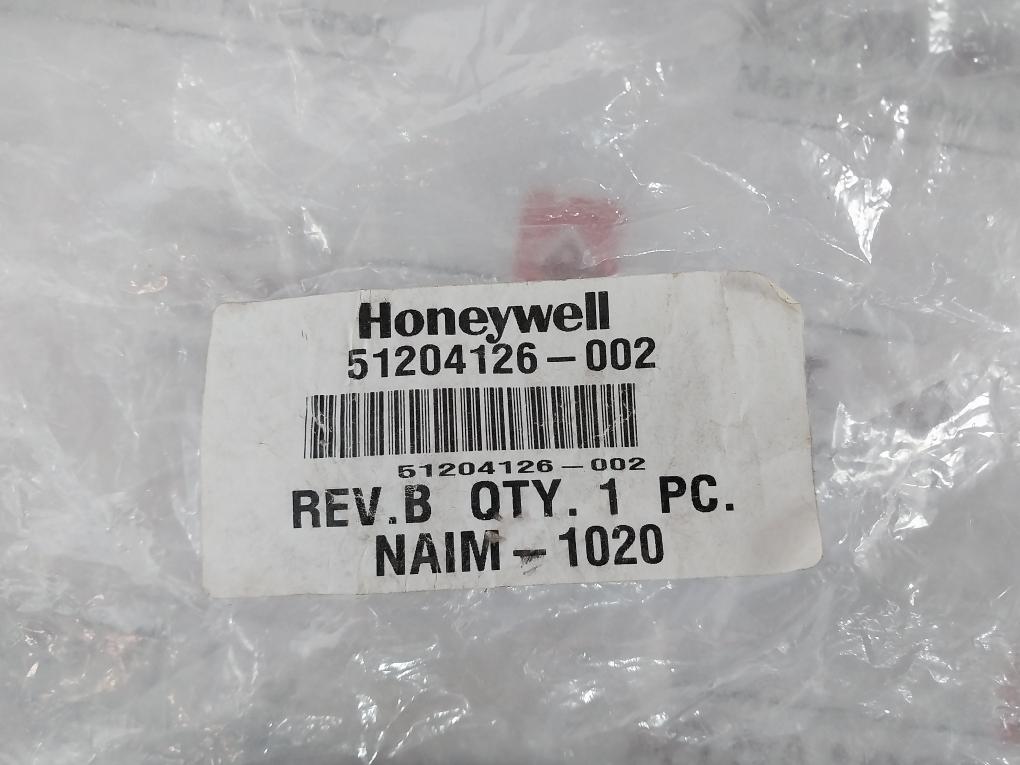 Honeywell
51204126-002
51204126-002
REV.B QTY. 1 PC.
NAIM-1020